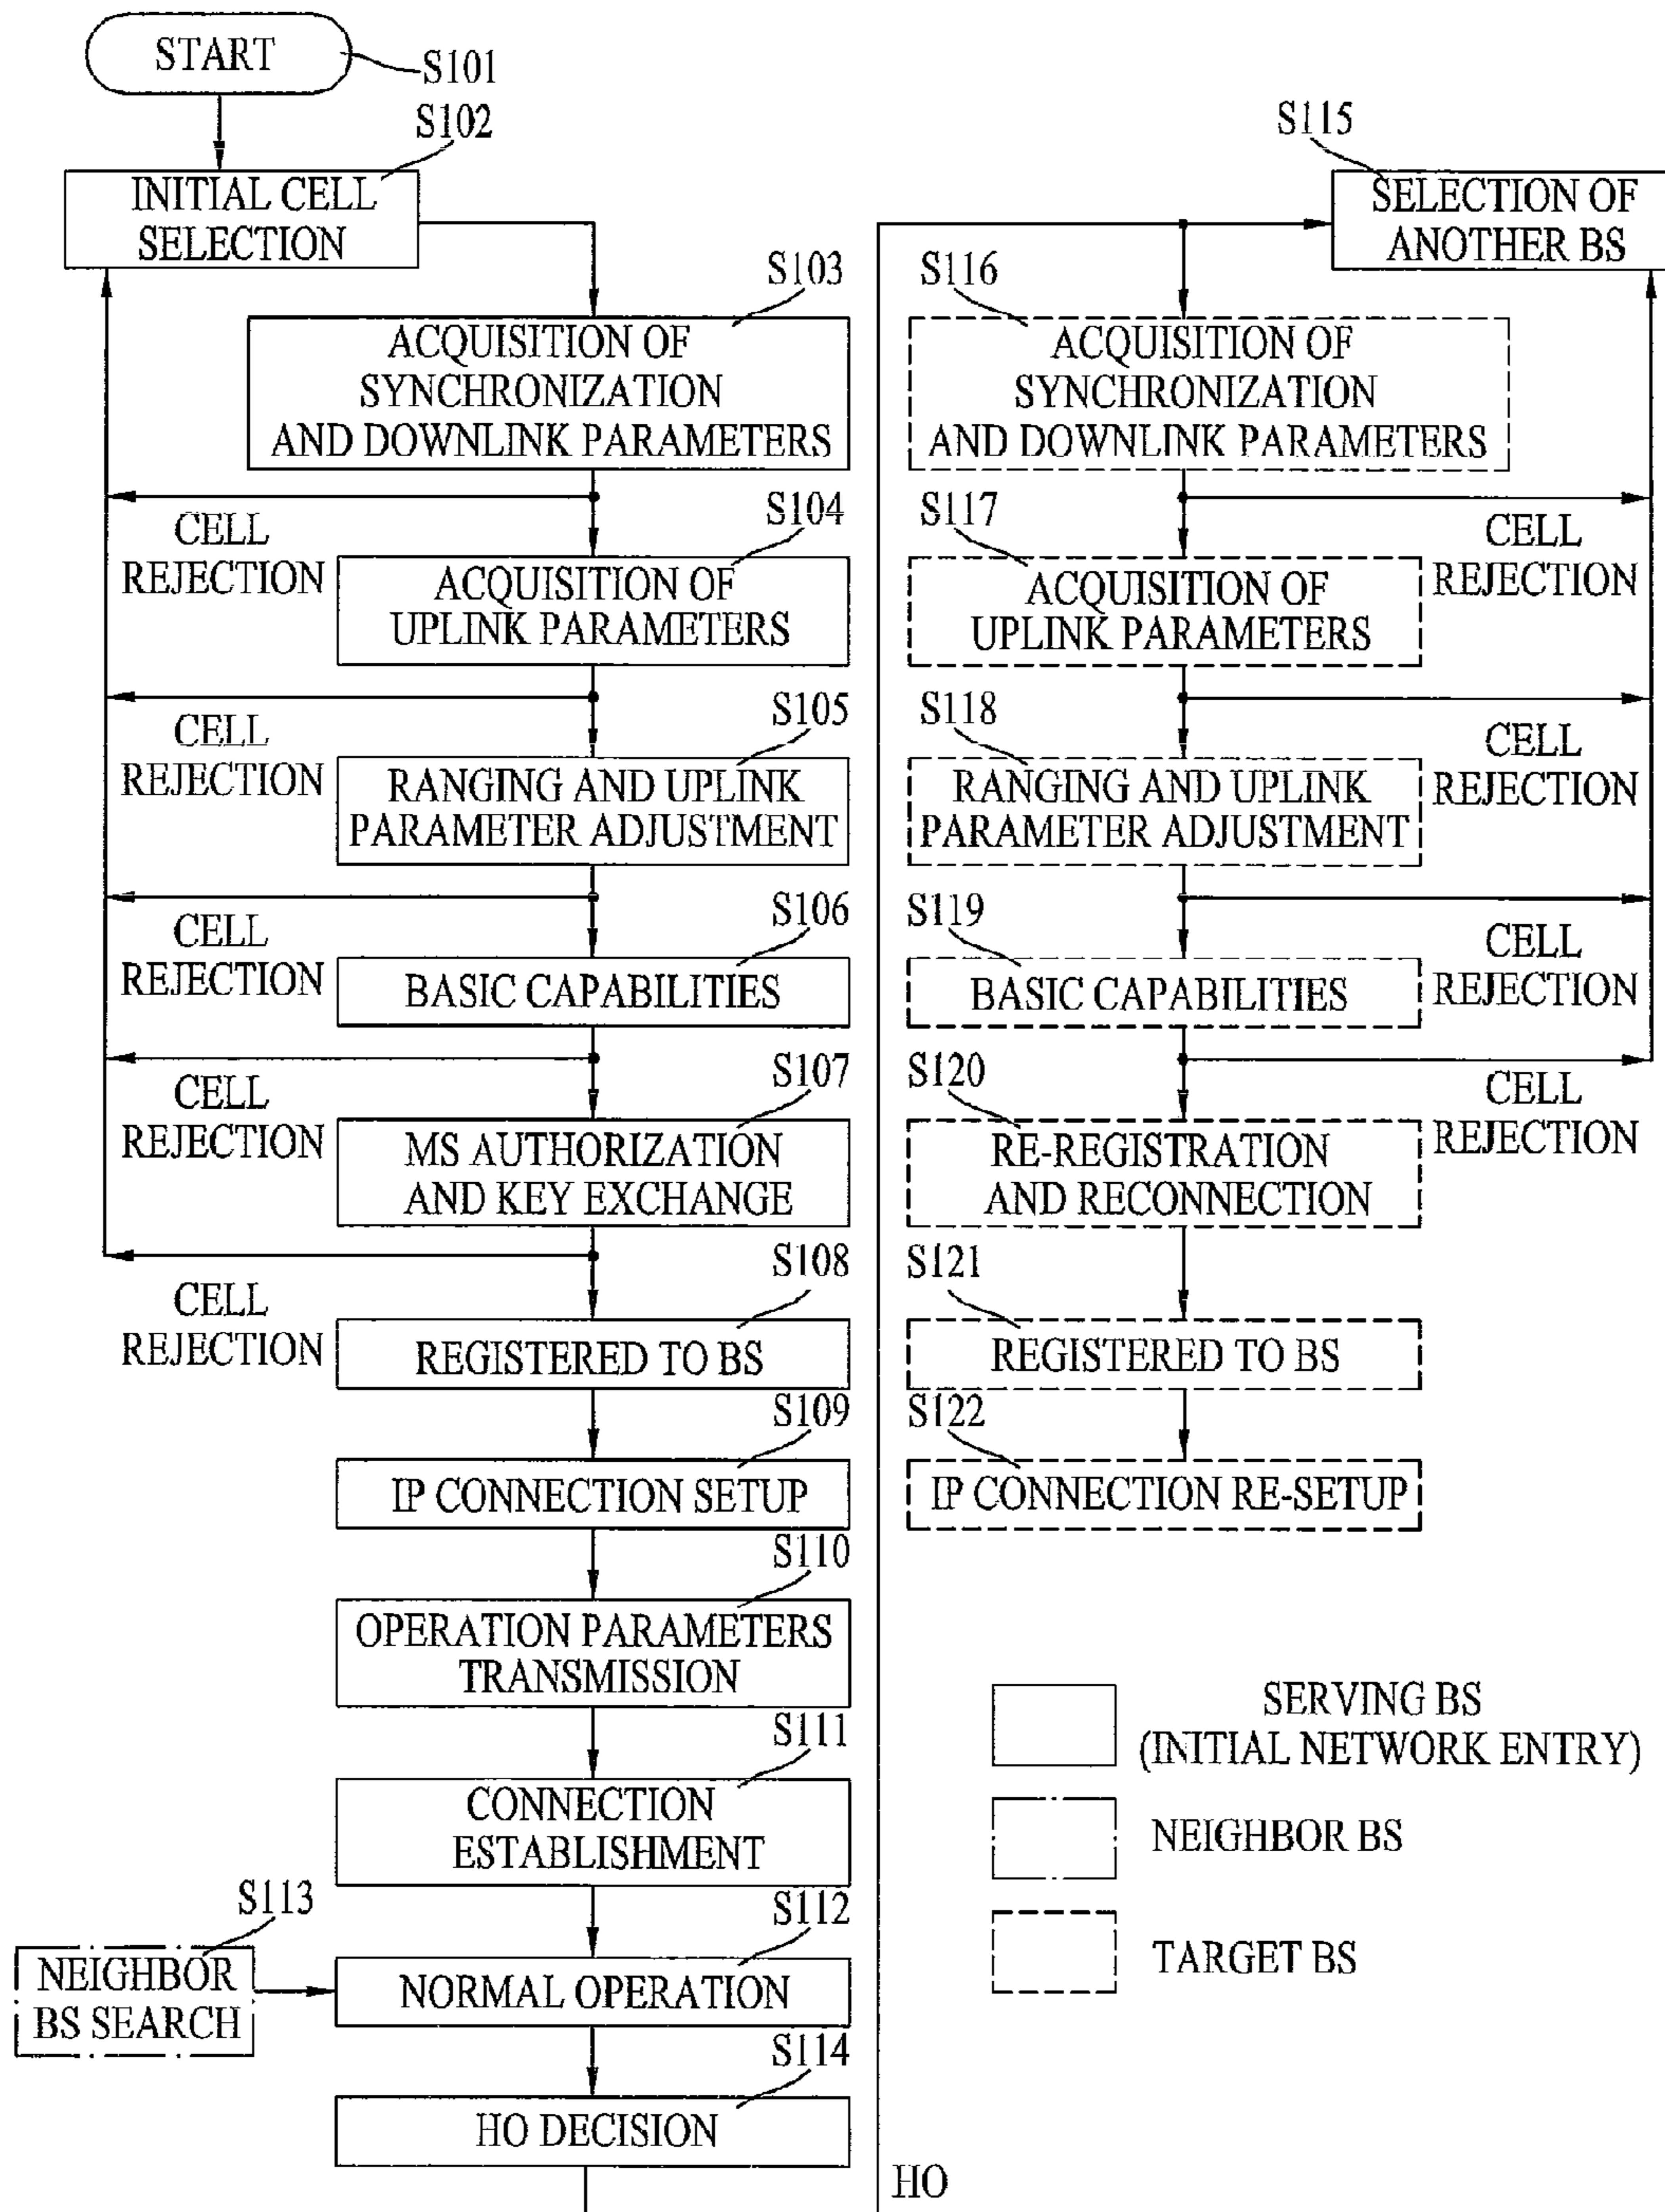 START
S101
S102
INITIAL CELL
SELECTION
S103
ACQUISITION OF
SYNCHRONIZATION
AND DOWNLINK PARAMETERS
CELL
REJECTION
S104
ACQUISITION OF
UPLINK PARAMETERS
CELL
REJECTION
S105
RANGING AND UPLINK
PARAMETER ADJUSTMENT
CELL
REJECTION
S106
BASIC CAPABILITIES
CELL
REJECTION
S107
MS AUTHORIZATION
AND KEY EXCHANGE
CELL
REJECTION
S108
REGISTERED TO BS
S109
IP CONNECTION SETUP
S110
OPERATION PARAMETERS
TRANSMISSION
S111
CONNECTION
ESTABLISHMENT
S113
NEIGHBOR
BS SEARCH
S112
NORMAL OPERATION
S114
HO DECISION
HO
S115
SELECTION OF
ANOTHER BS
S116
ACQUISITION OF
SYNCHRONIZATION
AND DOWNLINK PARAMETERS
S117
CELL
REJECTION
ACQUISITION OF
UPLINK PARAMETERS
S118
CELL
REJECTION
RANGING AND UPLINK
PARAMETER ADJUSTMENT
S119
CELL
REJECTION
BASIC CAPABILITIES
S120
CELL
REJECTION
RE-REGISTRATION
AND RECONNECTION
S121
REGISTERED TO BS
S122
IP CONNECTION RE-SETUP
SERVING BS
(INITIAL NETWORK ENTRY)
NEIGHBOR BS
TARGET BS